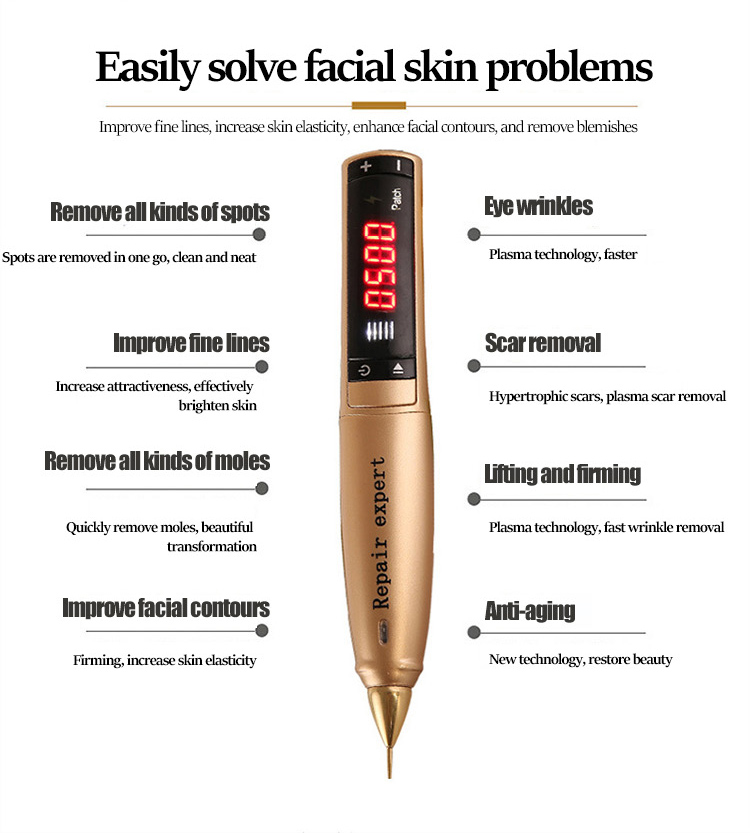 Easily solve facial skin problems
Improve fine lines, increase skin elasticity, enhance facial contours, and remove blemishes
Remove all kinds of spots
Spots are removed in one go, clean and neat
Improve fine lines
Increase attractiveness, effectively
brighten skin
Remove all kinds of moles
Quickly remove moles, beautiful
transformation
Improve facial contours
Firming, increase skin elasticity
+ −
Patch
0500
Repair expert
Eye wrinkles
Plasma technology, faster
Scar removal
Hypertrophic scars, plasma scar removal
Lifting and firming
Plasma technology, fast wrinkle removal
Anti-aging
New technology, restore beauty